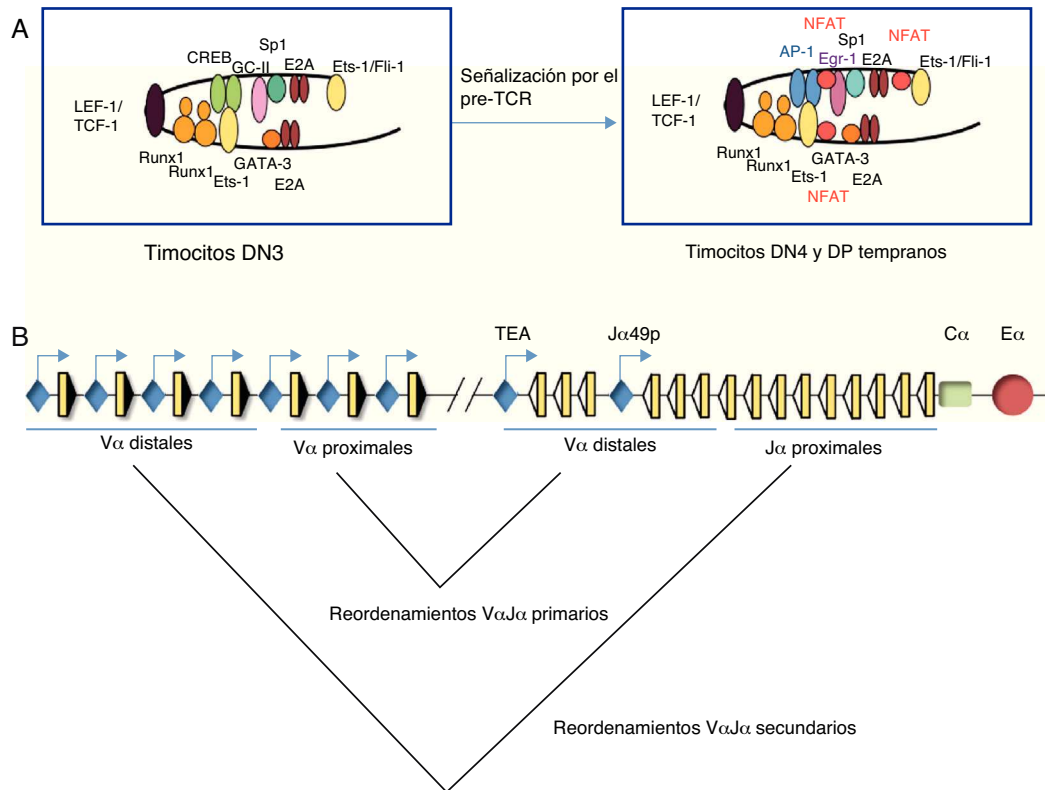 A
CREB
GC-II
Sp1
E2A
Ets-1/Fli-1
LEF-1/
TCF-1
Runx1
Runx1
Ets-1
GATA-3
E2A
Timocitos DN3
Señalización por el
pre-TCR
NFAT
NFAT
AP-1
Egr-1
Sp1
E2A
Ets-1/Fli-1
LEF-1/
TCF-1
Runx1
Runx1
Ets-1
GATA-3
E2A
NFAT
Timocitos DN4 y DP tempranos
B
TEA
Jα49p
Cα
Eα
Vα distales
Vα proximales
Vα distales
Jα proximales
Reordenamientos VαJα primarios
Reordenamientos VαJα secundarios